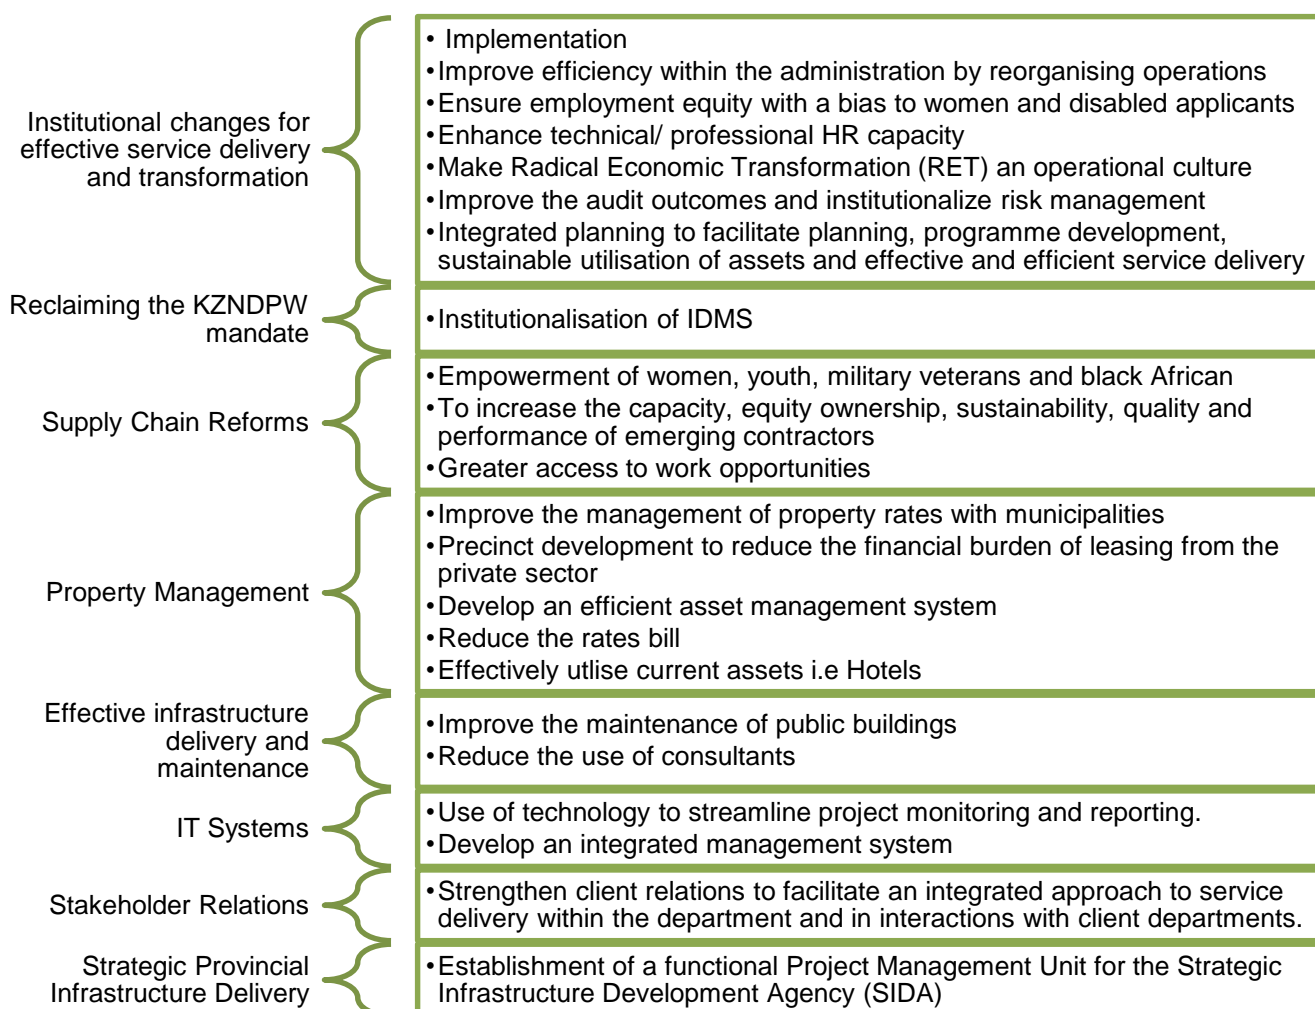 Institutional changes for
effective service delivery
and transformation
• Implementation
•Improve efficiency within the administration by reorganising operations
•Ensure employment equity with a bias to women and disabled applicants
•Enhance technical/ professional HR capacity
•Make Radical Economic Transformation (RET) an operational culture
•Improve the audit outcomes and institutionalize risk management
•Integrated planning to facilitate planning, programme development,
sustainable utilisation of assets and effective and efficient service delivery
Reclaiming the KZNDPW
mandate
•Institutionalisation of IDMS
Supply Chain Reforms
•Empowerment of women, youth, military veterans and black African
•To increase the capacity, equity ownership, sustainability, quality and
performance of emerging contractors
•Greater access to work opportunities
Property Management
•Improve the management of property rates with municipalities
•Precinct development to reduce the financial burden of leasing from the
private sector
•Develop an efficient asset management system
•Reduce the rates bill
•Effectively utlise current assets i.e Hotels
Effective infrastructure
delivery and
maintenance
•Improve the maintenance of public buildings
•Reduce the use of consultants
IT Systems
•Use of technology to streamline project monitoring and reporting.
•Develop an integrated management system
Stakeholder Relations
•Strengthen client relations to facilitate an integrated approach to service
delivery within the department and in interactions with client departments.
Strategic Provincial
Infrastructure Delivery
•Establishment of a functional Project Management Unit for the Strategic
Infrastructure Development Agency (SIDA)